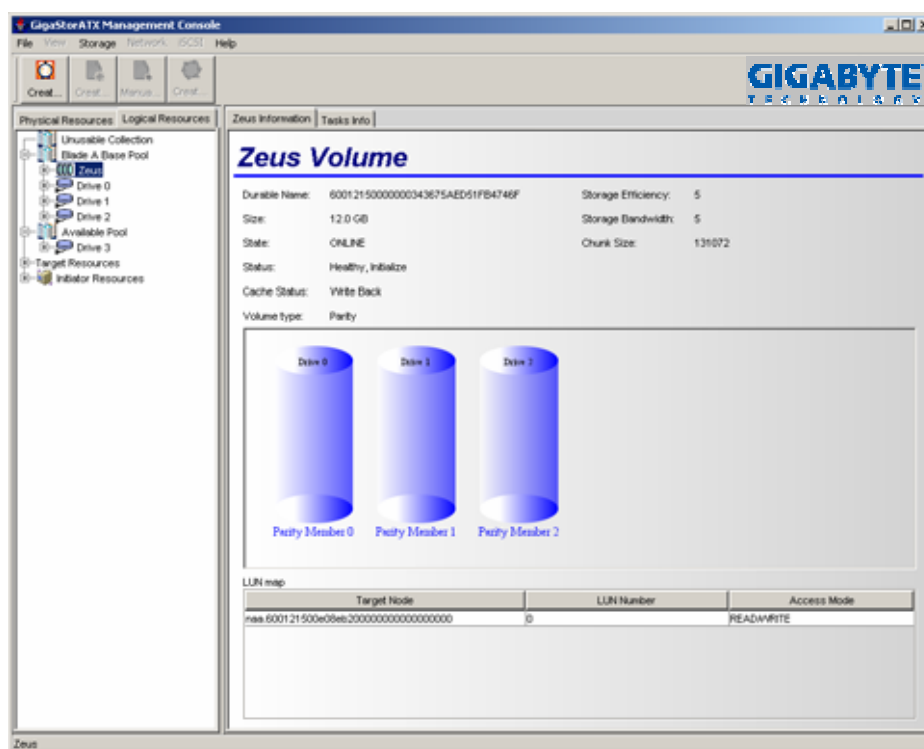 GigaStorATX Management Console
File View Storage Network iSCSI Help
Creat... Creat... Manua... Creat...
GIGABYTE
TECHNOLOGY
Physical Resources Logical Resources
Unusable Collection
Blade A Base Pool
Zeus
Drive 0
Drive 1
Drive 2
Available Pool
Drive 3
Target Resources
Initiator Resources
Zeus Information Tasks Info
Zeus Volume
Durable Name: 60012150000000343675AED51FB4746F Storage Efficiency: 5
Size: 12.0 GB Storage Bandwidth: 5
State: ONLINE Chunk Size: 131072
Status: Healthy, Initialize
Cache Status: Write Back
Volume type: Parity
Drive 0 Drive 1 Drive 2
Parity Member 0 Parity Member 1 Parity Member 2
LUN map
Target Node LUN Number Access Mode
naa.600121500e08eb200000000000000000 0 READWRITE
Zeus